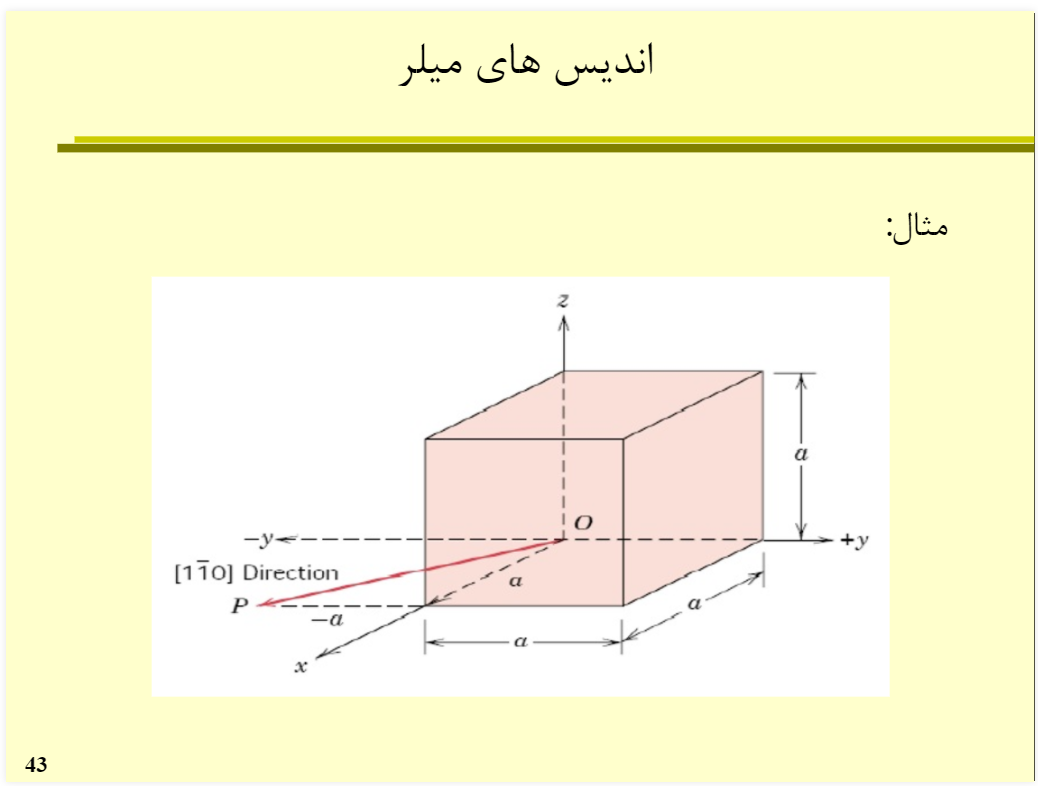 اندیس های میلر
مثال:
z
a
O
−y
+y
[11̄0] Direction
a
P
−a
a
a
x
43